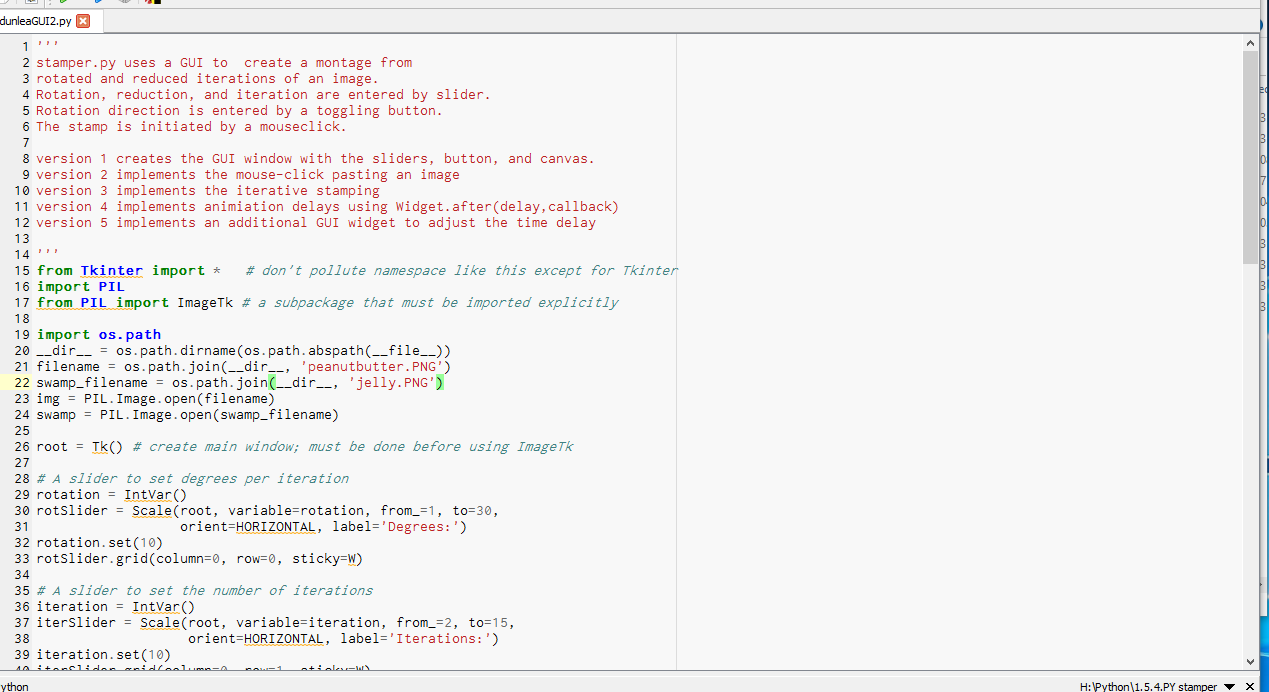 dunleaGUI2.py
1 '''
2 stamper.py uses a GUI to  create a montage from
3 rotated and reduced iterations of an image.
4 Rotation, reduction, and iteration are entered by slider.
5 Rotation direction is entered by a toggling button.
6 The stamp is initiated by a mouseclick.
7
8 version 1 creates the GUI window with the sliders, button, and canvas.
9 version 2 implements the mouse-click pasting an image
10 version 3 implements the iterative stamping
11 version 4 implements animiation delays using Widget.after(delay,callback)
12 version 5 implements an additional GUI widget to adjust the time delay
13
14 '''
15 from Tkinter import *   # don't pollute namespace like this except for Tkinter
16 import PIL
17 from PIL import ImageTk # a subpackage that must be imported explicitly
18
19 import os.path
20 __dir__ = os.path.dirname(os.path.abspath(__file__))
21 filename = os.path.join(__dir__, 'peanutbutter.PNG')
22 swamp_filename = os.path.join(__dir__, 'jelly.PNG')
23 img = PIL.Image.open(filename)
24 swamp = PIL.Image.open(swamp_filename)
25
26 root = Tk() # create main window; must be done before using ImageTk
27
28 # A slider to set degrees per iteration
29 rotation = IntVar()
30 rotSlider = Scale(root, variable=rotation, from_=1, to=30,
31                   orient=HORIZONTAL, label='Degrees:')
32 rotation.set(10)
33 rotSlider.grid(column=0, row=0, sticky=W)
34
35 # A slider to set the number of iterations
36 iteration = IntVar()
37 iterSlider = Scale(root, variable=iteration, from_=2, to=15,
38                    orient=HORIZONTAL, label='Iterations:')
39 iteration.set(10)
40 iterSlider.grid(column=0, row=1, sticky=W)
ython
H:\Python\1.5.4.PY stamper